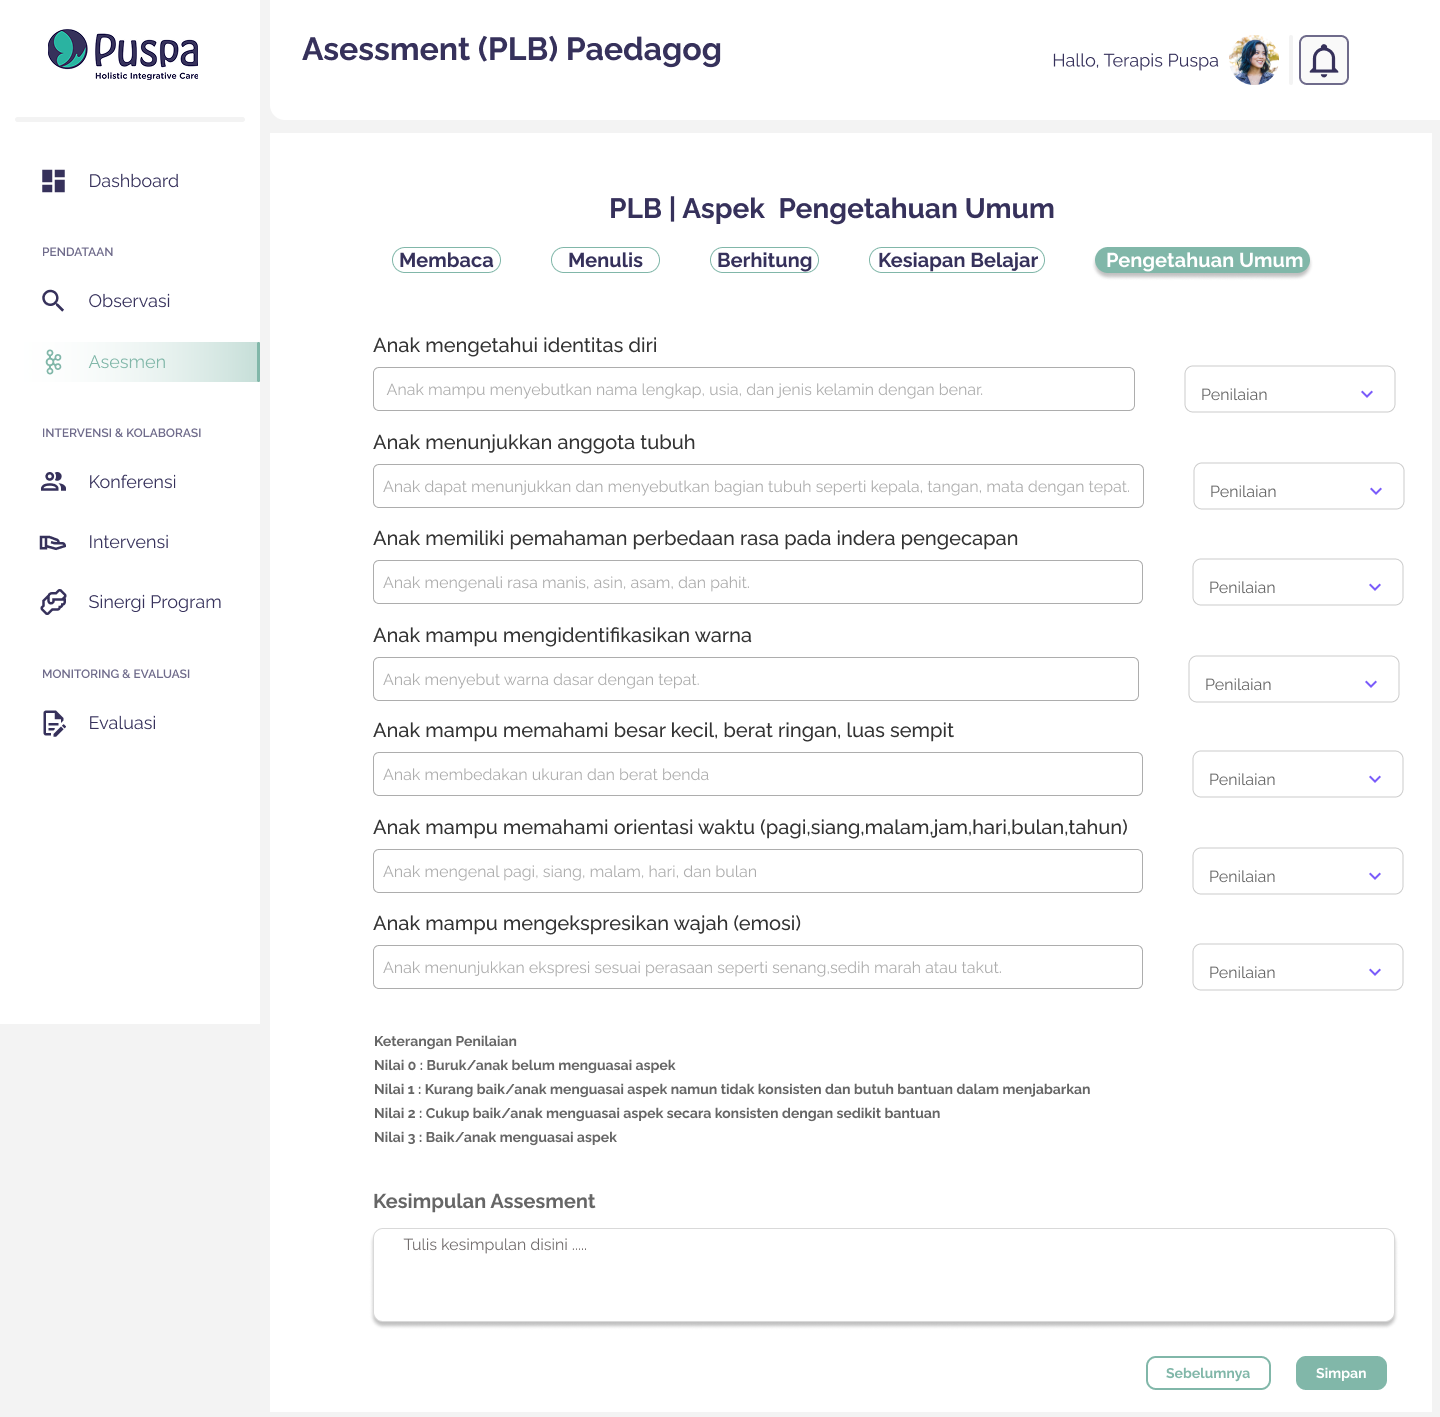 Puspa
Holistic Integrative Care
Asessment (PLB) Paedagog
Hallo, Terapis Puspa
Dashboard
PENDATAAN
Observasi
Asesmen
INTERVENSI & KOLABORASI
Konferensi
Intervensi
Sinergi Program
MONITORING & EVALUASI
Evaluasi
PLB | Aspek  Pengetahuan Umum
Membaca
Menulis
Berhitung
Kesiapan Belajar
Pengetahuan Umum
Anak mengetahui identitas diri
Anak mampu menyebutkan nama lengkap, usia, dan jenis kelamin dengan benar.
Penilaian
Anak menunjukkan anggota tubuh
Anak dapat menunjukkan dan menyebutkan bagian tubuh seperti kepala, tangan, mata dengan tepat.
Penilaian
Anak memiliki pemahaman perbedaan rasa pada indera pengecapan
Anak mengenali rasa manis, asin, asam, dan pahit.
Penilaian
Anak mampu mengidentifikasikan warna
Anak menyebut warna dasar dengan tepat.
Penilaian
Anak mampu memahami besar kecil, berat ringan, luas sempit
Anak membedakan ukuran dan berat benda
Penilaian
Anak mampu memahami orientasi waktu (pagi,siang,malam,jam,hari,bulan,tahun)
Anak mengenal pagi, siang, malam, hari, dan bulan
Penilaian
Anak mampu mengekspresikan wajah (emosi)
Anak menunjukkan ekspresi sesuai perasaan seperti senang,sedih marah atau takut.
Penilaian
Keterangan Penilaian
Nilai 0 : Buruk/anak belum menguasai aspek
Nilai 1 : Kurang baik/anak menguasai aspek namun tidak konsisten dan butuh bantuan dalam menjabarkan
Nilai 2 : Cukup baik/anak menguasai aspek secara konsisten dengan sedikit bantuan
Nilai 3 : Baik/anak menguasai aspek
Kesimpulan Assesment
Tulis kesimpulan disini .....
Sebelumnya
Simpan